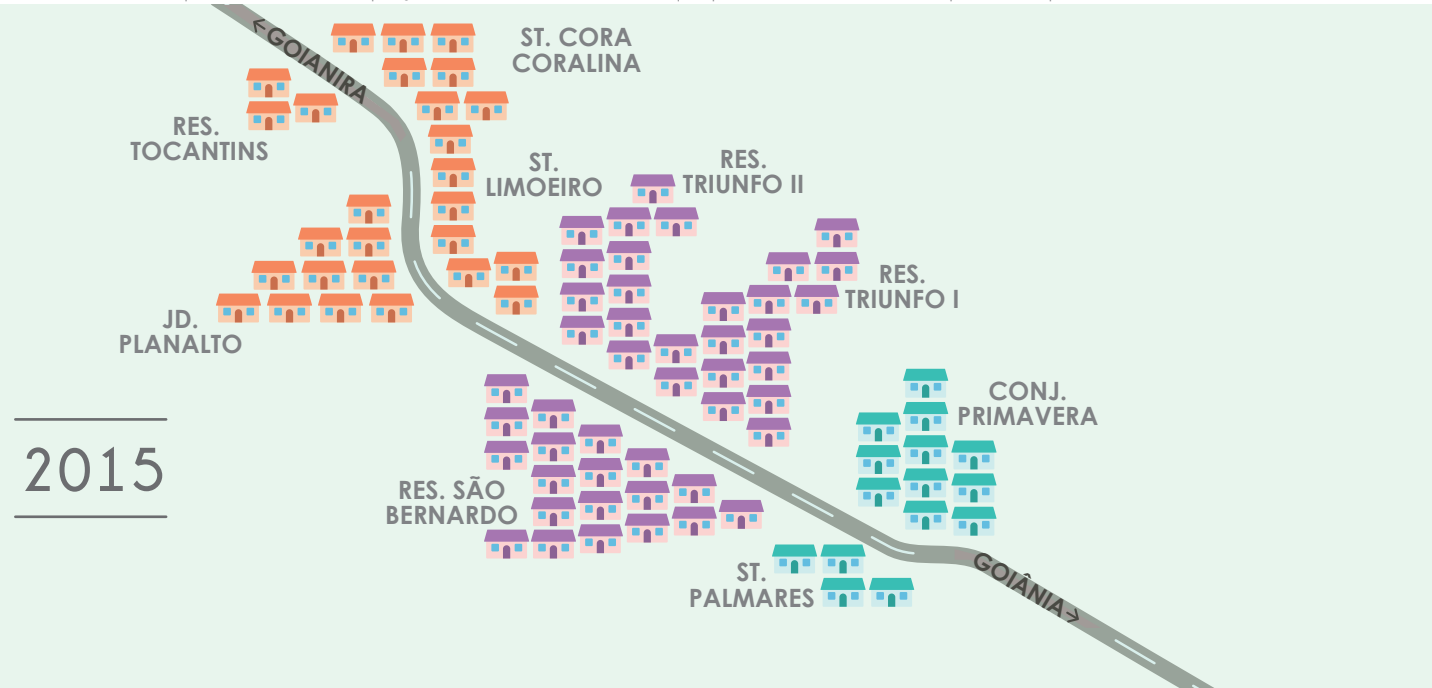 ← GOIANIRA
ST. CORA
CORALINA
RES.
TOCANTINS
ST.
LIMOEIRO
RES.
TRIUNFO II
RES.
TRIUNFO I
JD.
PLANALTO
CONJ.
PRIMAVERA
2015
RES. SÃO
BERNARDO
ST.
PALMARES
GOIÂNIA →